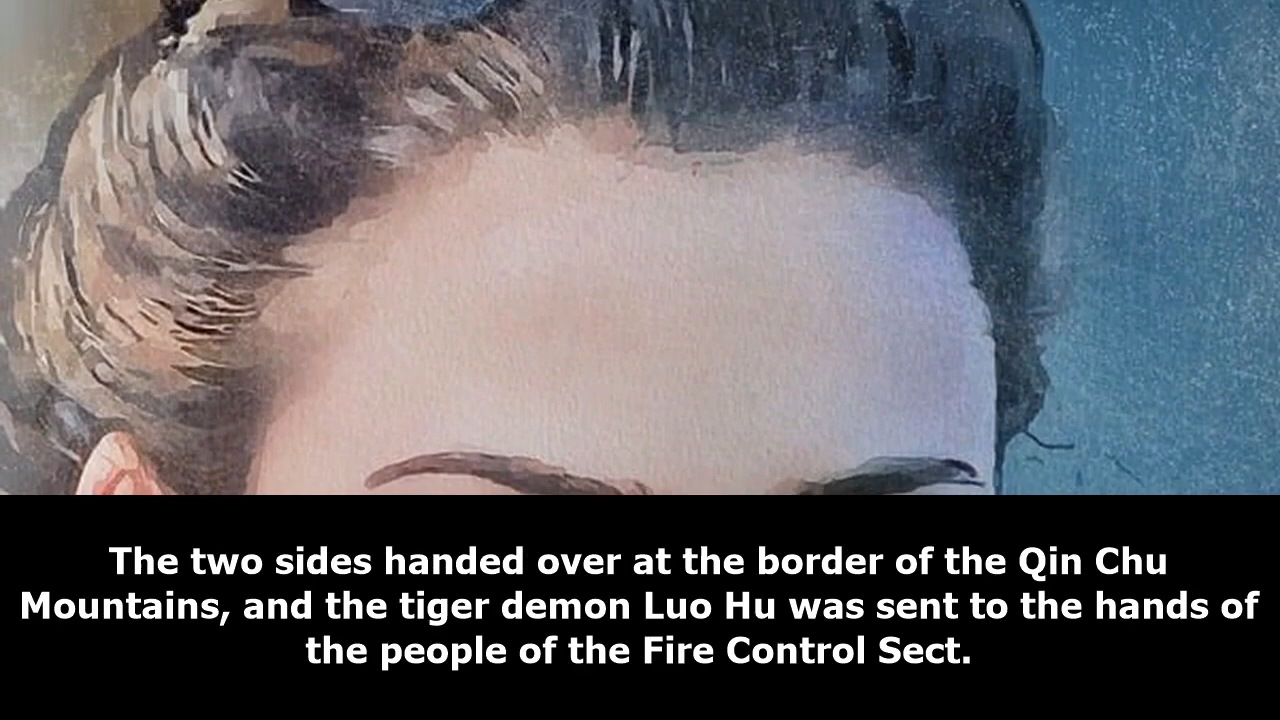 The two sides handed over at the border of the Qin Chu
Mountains, and the tiger demon Luo Hu was sent to the hands of
the people of the Fire Control Sect.